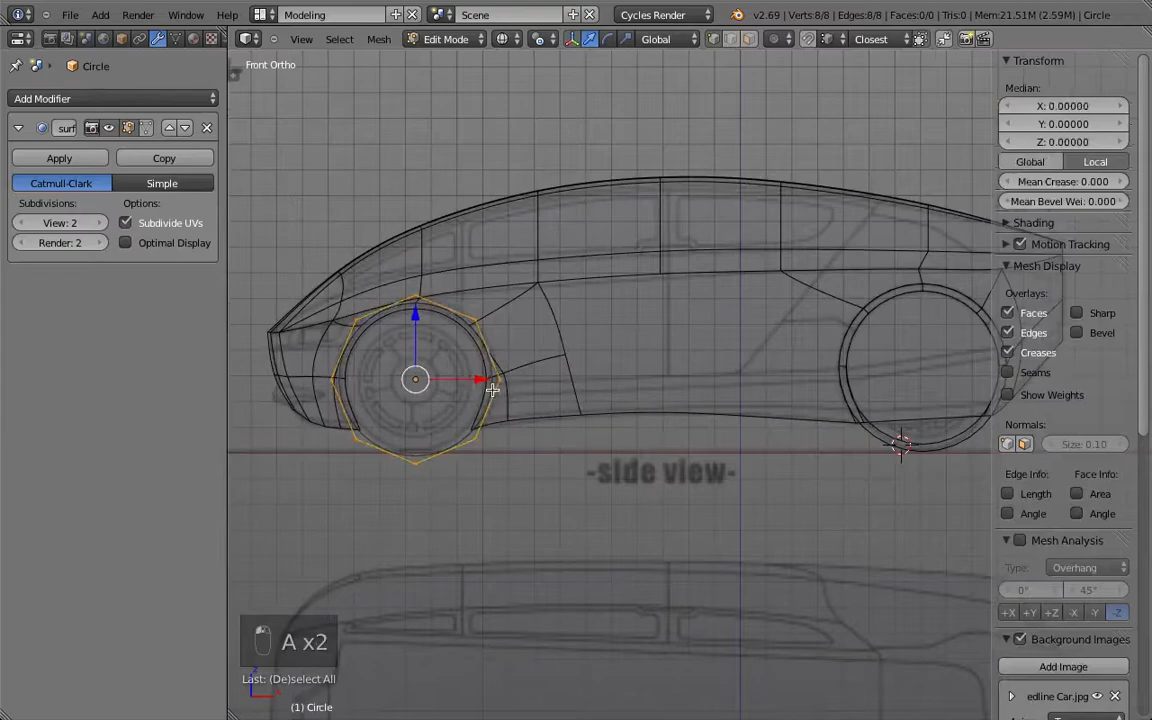 File Add Render Window Help Modeling Scene Cycles Render v2.69 | Verts:8/8 | Edges:8/8 | Faces:0/0 | Tris:0 | Mem:21.51M (2.59M) | Circle
View Select Mesh Edit Mode Global Closest
Circle
Add Modifier
surf
Apply Copy
Catmull-Clark Simple
Subdivisions: Options:
View: 2 Subdivide UVs
Render: 2 Optimal Display
Front Ortho
-side view-
A x2
Last: (De)select All
(1) Circle
z
Transform
Median:
X: 0.00000
Y: 0.00000
Z: 0.00000
Global Local
Mean Crease: 0.000
Mean Bevel Wei: 0.000
Shading
Motion Tracking
Mesh Display
Overlays:
Faces Sharp
Edges Bevel
Creases
Seams
Show Weights
Normals:
Size: 0.10
Edge Info: Face Info:
Length Area
Angle Angle
Mesh Analysis
Type: Overhang
0° 45°
+X +Y +Z -X -Y -Z
Background Images
Add Image
edline Car.jpg